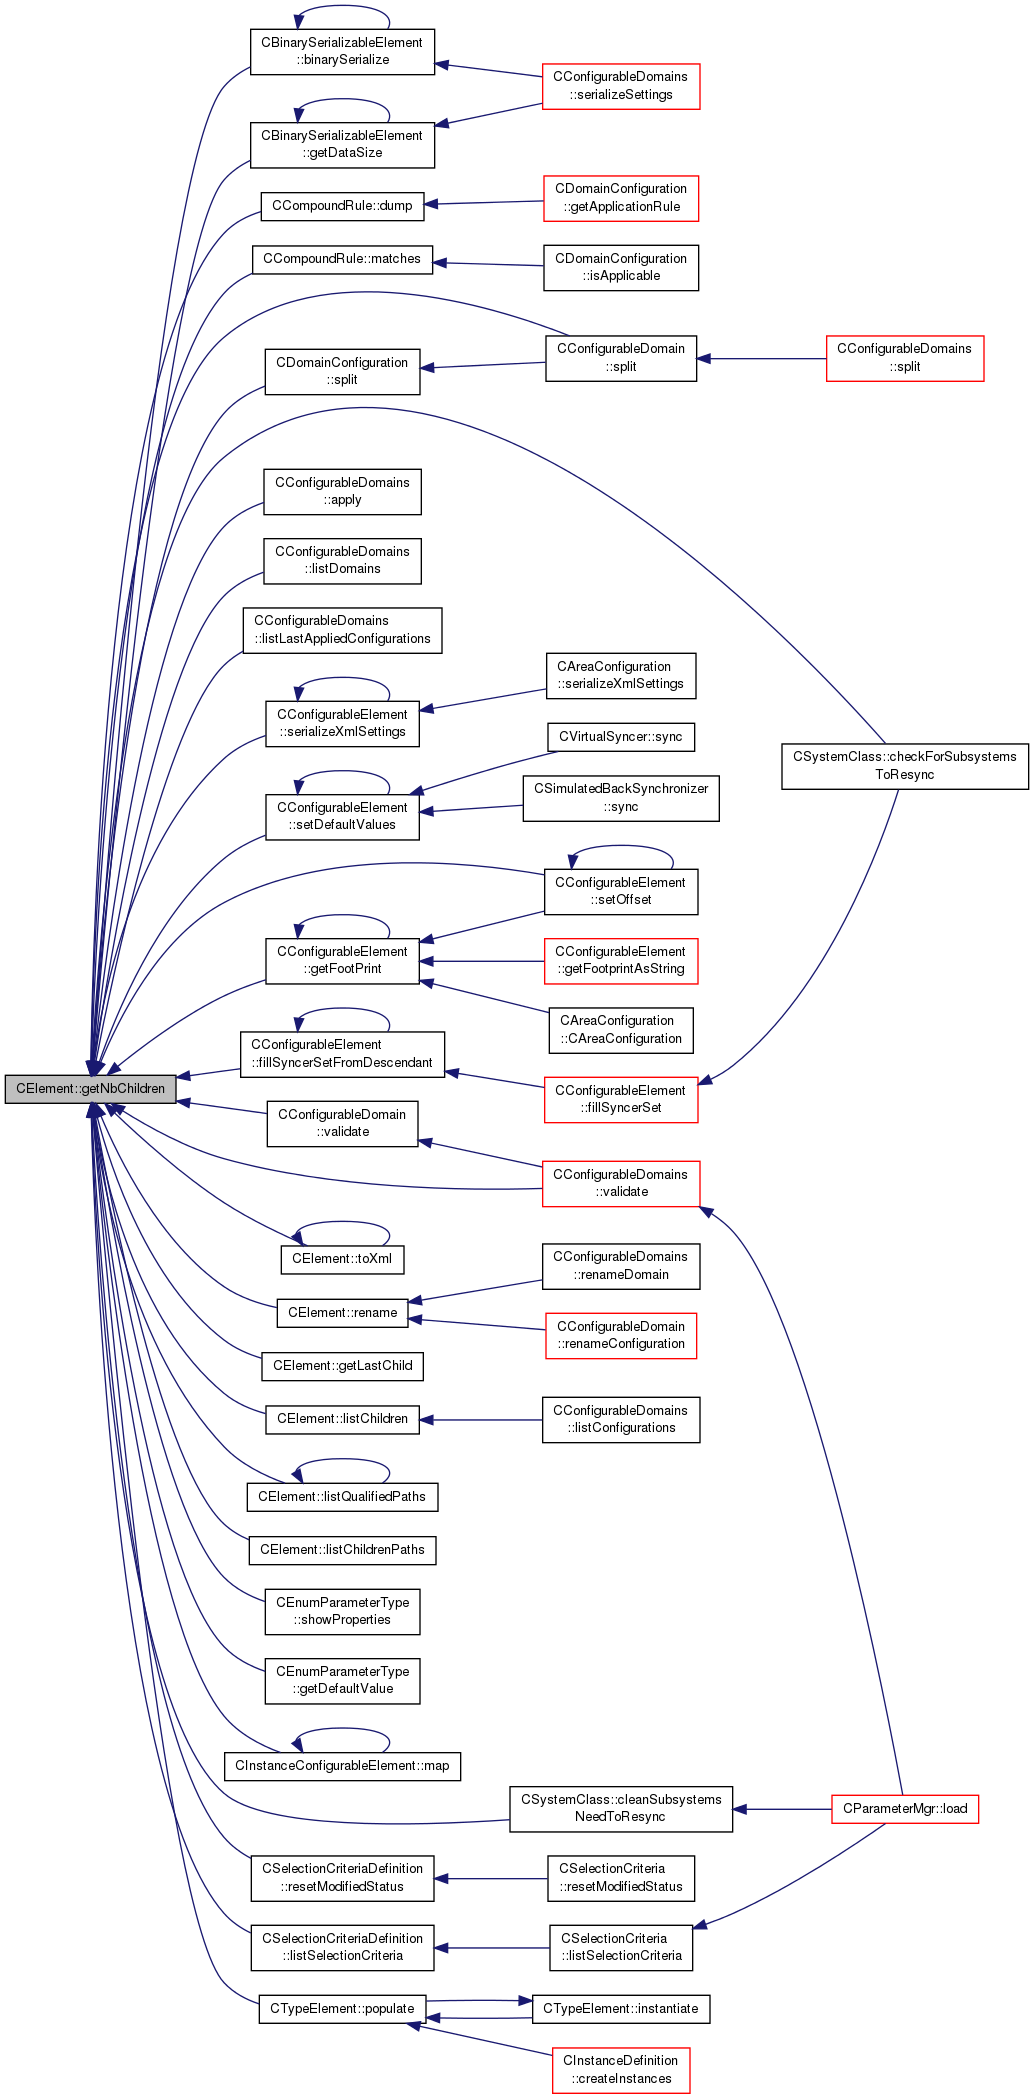 CBinarySerializableElement
::binarySerialize
CConfigurableDomains
::serializeSettings
CBinarySerializableElement
::getDataSize
CCompoundRule::dump
CDomainConfiguration
::getApplicationRule
CCompoundRule::matches
CDomainConfiguration
::isApplicable
CDomainConfiguration
::split
CConfigurableDomain
::split
CConfigurableDomains
::split
CConfigurableDomains
::apply
CConfigurableDomains
::listDomains
CConfigurableDomains
::listLastAppliedConfigurations
CConfigurableElement
::serializeXmlSettings
CAreaConfiguration
::serializeXmlSettings
CVirtualSyncer::sync
CSystemClass::checkForSubsystems
ToResync
CConfigurableElement
::setDefaultValues
CSimulatedBackSynchronizer
::sync
CConfigurableElement
::setOffset
CConfigurableElement
::getFootPrint
CConfigurableElement
::getFootprintAsString
CAreaConfiguration
::CAreaConfiguration
CConfigurableElement
::fillSyncerSetFromDescendant
CElement::getNbChildren
CConfigurableElement
::fillSyncerSet
CConfigurableDomain
::validate
CConfigurableDomains
::validate
CElement::toXml
CConfigurableDomains
::renameDomain
CElement::rename
CConfigurableDomain
::renameConfiguration
CElement::getLastChild
CElement::listChildren
CConfigurableDomains
::listConfigurations
CElement::listQualifiedPaths
CElement::listChildrenPaths
CEnumParameterType
::showProperties
CEnumParameterType
::getDefaultValue
CInstanceConfigurableElement::map
CSystemClass::cleanSubsystems
NeedToResync
CParameterMgr::load
CSelectionCriteriaDefinition
::resetModifiedStatus
CSelectionCriteria
::resetModifiedStatus
CSelectionCriteriaDefinition
::listSelectionCriteria
CSelectionCriteria
::listSelectionCriteria
CTypeElement::populate
CTypeElement::instantiate
CInstanceDefinition
::createInstances